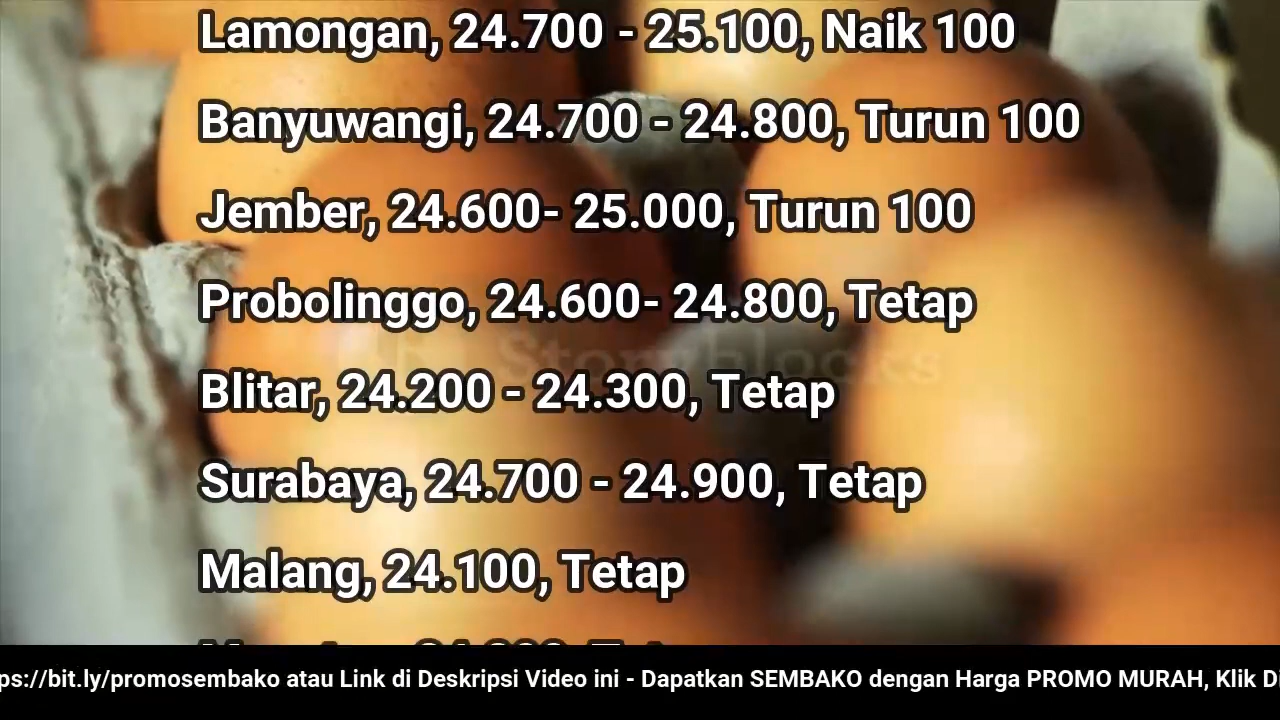 Lamongan, 24.700 - 25.100, Naik 100
Banyuwangi, 24.700 - 24.800, Turun 100
Jember, 24.600- 25.000, Turun 100
Probolinggo, 24.600- 24.800, Tetap
Storyblocks
Blitar, 24.200 - 24.300, Tetap
Surabaya, 24.700 - 24.900, Tetap
Malang, 24.100, Tetap
ps://bit.ly/promosembako atau Link di Deskripsi Video ini - Dapatkan SEMBAKO dengan Harga PROMO MURAH, Klik Di